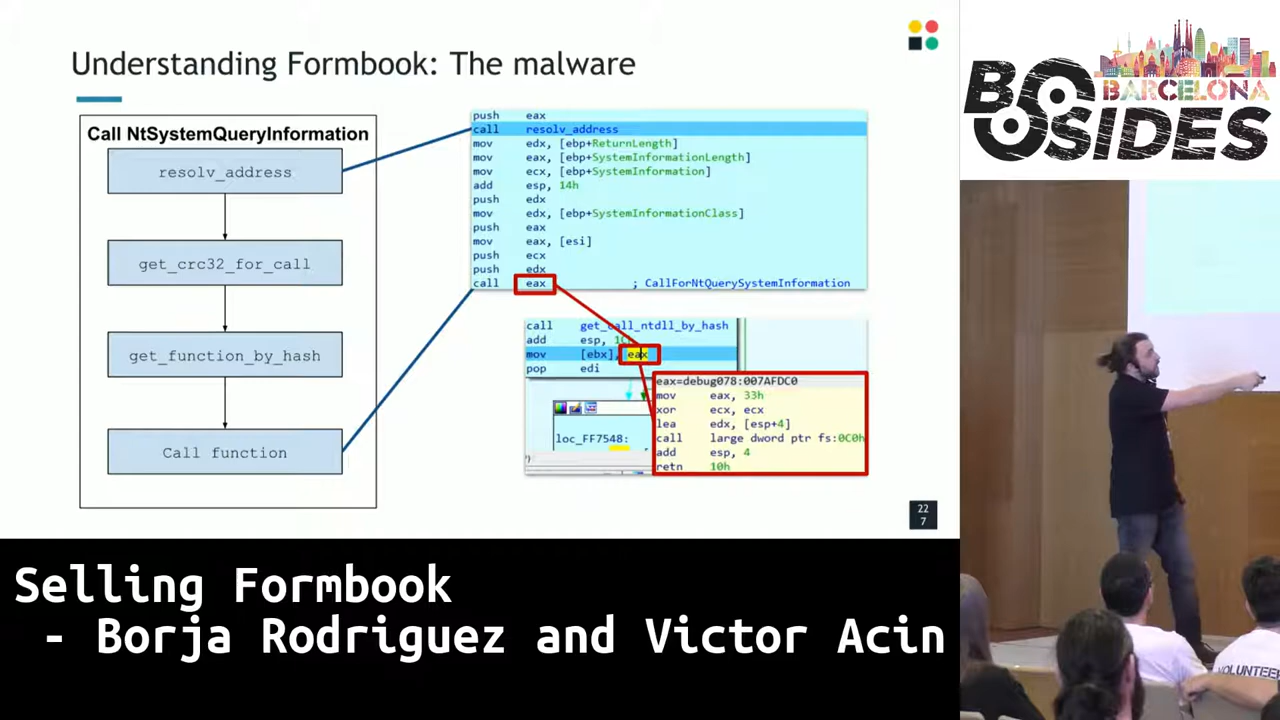 Understanding Formbook: The malware
Call NtSystemQueryInformation
resolv_address
get_crc32_for_call
get_function_by_hash
Call function
push eax
call resolv_address
mov edx, [ebp+ReturnLength]
mov eax, [ebp+SystemInformationLength]
mov ecx, [ebp+SystemInformation]
add esp, 14h
push edx
mov edx, [ebp+SystemInformationClass]
push eax
mov eax, [esi]
push ecx
push edx
call eax ; CallForNtQuerySystemInformation
call get_call_ntdll_by_hash
add esp,
mov [ebx], eax
pop edi
loc_FF7548:
eax=debug078:007AFDC0
mov eax, 33h
xor ecx, ecx
lea edx, [esp+4]
call large dword ptr fs:0C0h
add esp, 4
retn 10h
22
7
BSIDES
BARCELONA
VOLUNTEER
Selling Formbook
- Borja Rodriguez and Victor Acin